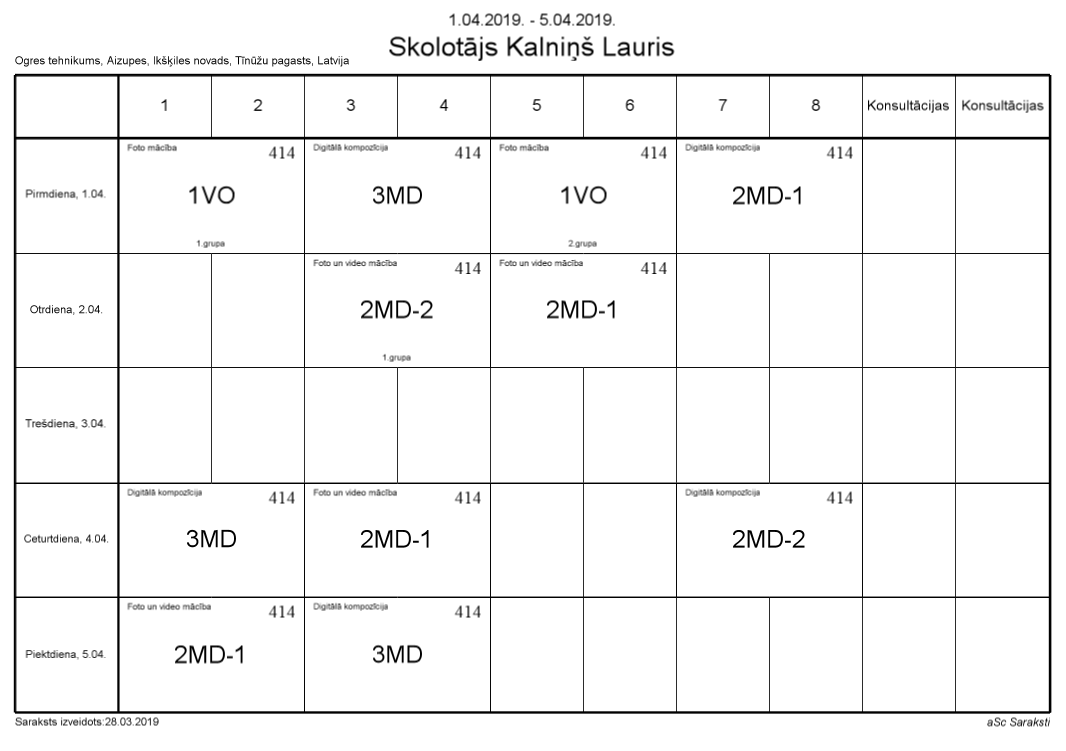 1.04.2019. - 5.04.2019.
Skolotājs Kalniņš Lauris
Ogres tehnikums, Aizupes, Ikšķiles novads, Tīnūžu pagasts, Latvija
1 2 3 4 5 6 7 8 Konsultācijas Konsultācijas
Foto mācība 414 Digitālā kompozīcija 414 Foto mācība 414 Digitālā kompozīcija 414
Pirmdiena, 1.04. 1VO 3MD 1VO 2MD-1
1.grupa 2.grupa
Foto un video mācība 414 Foto un video mācība 414
Otrdiena, 2.04. 2MD-2 2MD-1
1.grupa
Trešdiena, 3.04.
Digitālā kompozīcija 414 Foto un video mācība 414 Digitālā kompozīcija 414
Ceturtdiena, 4.04. 3MD 2MD-1 2MD-2
Foto un video mācība 414 Digitālā kompozīcija 414
Piektdiena, 5.04. 2MD-1 3MD
Saraksts izveidots:28.03.2019 aSc Saraksti